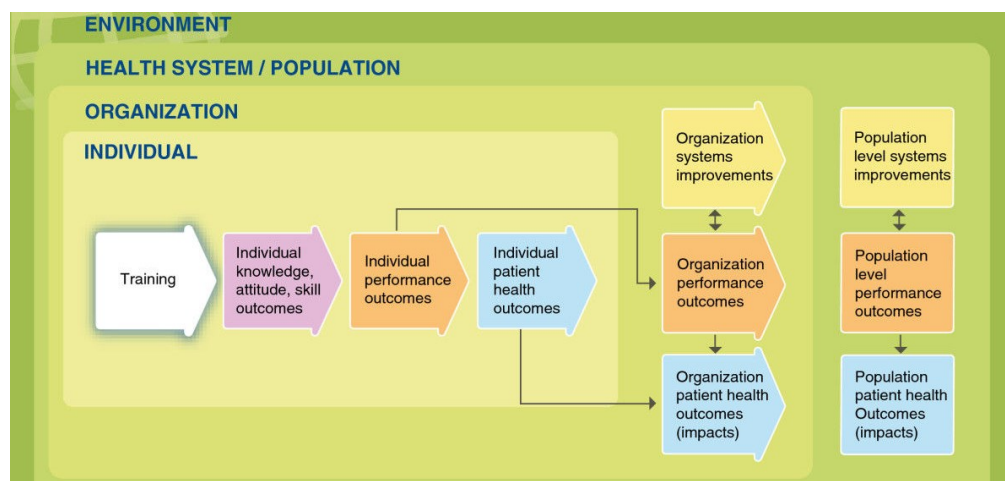 ENVIRONMENT
HEALTH SYSTEM / POPULATION
ORGANIZATION
INDIVIDUAL
Training
Individual
knowledge,
attitude, skill
outcomes
Individual
performance
outcomes
Individual
patient
health
outcomes
Organization
systems
improvements
Organization
performance
outcomes
Organization
patient health
outcomes
(impacts)
Population
level systems
improvements
Population
level
performance
outcomes
Population
patient health
Outcomes
(impacts)